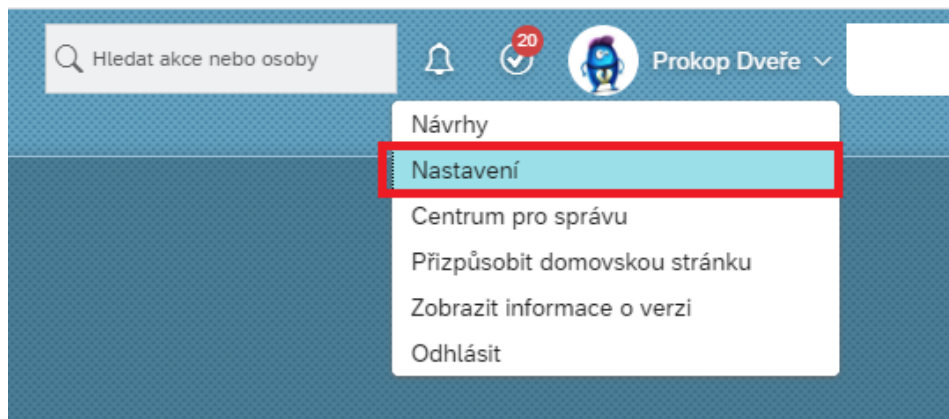 Hledat akce nebo osoby
20
Prokop Dveře
Návrhy
Nastavení
Centrum pro správu
Přizpůsobit domovskou stránku
Zobrazit informace o verzi
Odhlásit